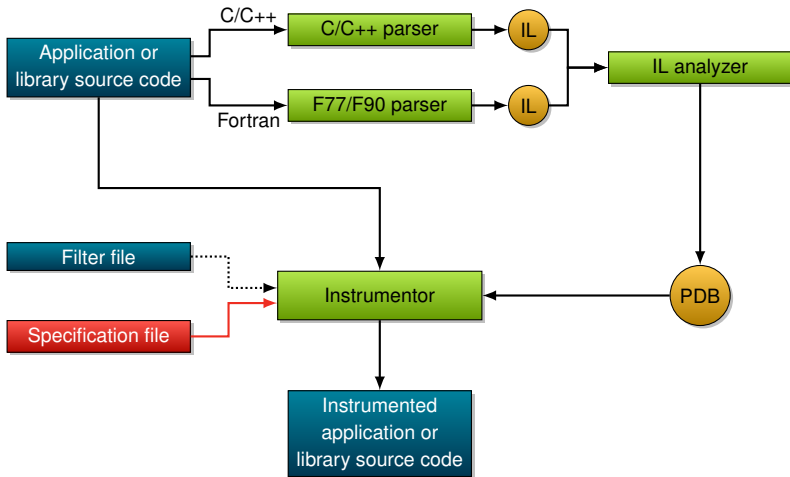 C/C++
Application or
library source code
C/C++ parser
IL
IL analyzer
Fortran
F77/F90 parser
IL
Filter file
Instrumentor
PDB
Specification file
Instrumented
application or
library source code